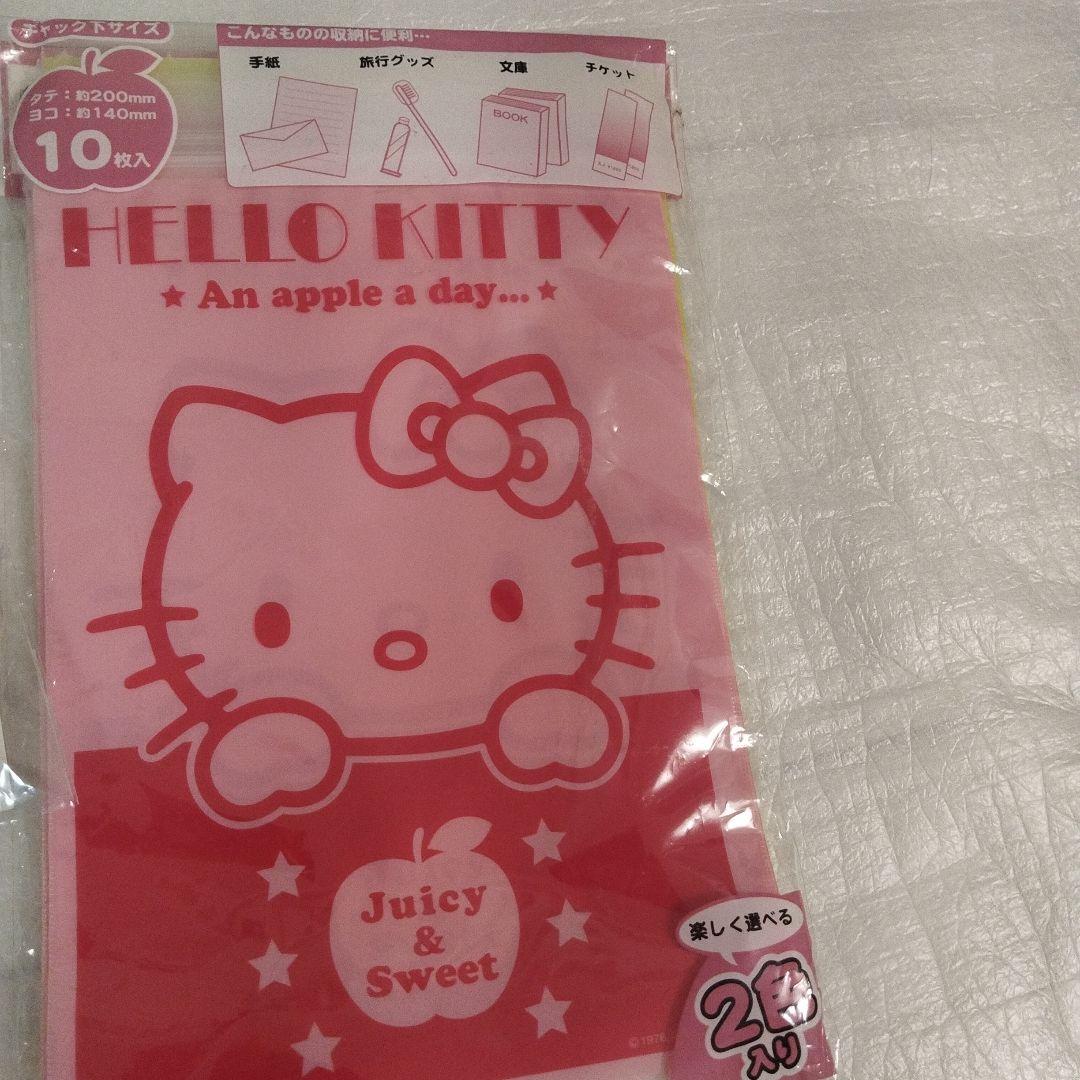 チャック下サイズ
タテ：約200mm
ヨコ：約140mm
10枚入
こんなものの収納に便利…
手紙
旅行グッズ
文庫
チケット
BOOK
HELLO KITTY
★ An apple a day... ★
Juicy
&
Sweet
楽しく選べる
2色
入り
©1976,